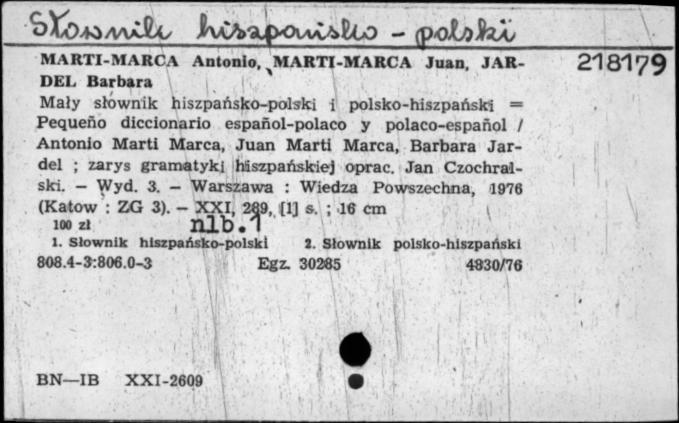 Słownik hiszpańsko - polski
MARTI-MARCA Antonio, MARTI-MARCA Juan, JAR- 218179
DEL Barbara
Mały słownik hiszpańsko-polski i polsko-hiszpański =
Pequeño diccionario español-polaco y polaco-español /
Antonio Marti Marca, Juan Marti Marca, Barbara Jar-
del ; zarys gramatyki hiszpańskiej oprac. Jan Czochral-
ski. — Wyd. 3. — Warszawa : Wiedza Powszechna, 1976
(Katow : ZG 3). — XXI, 289, [1] s. ; 16 cm
100 zł nlb.1
1. Słownik hiszpańsko-polski 2. Słownik polsko-hiszpański
808.4-3:806.0-3 Egz. 30285 4830/76
BN—IB XXI-2609